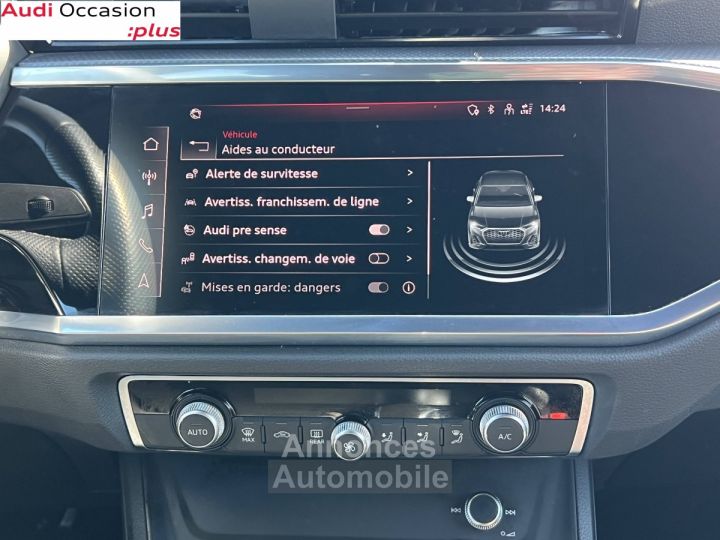 Audi Occasion
:plus
LTE
14:24
Véhicule
Aides au conducteur
Alerte de survitesse
Avertiss. franchissem. de ligne
Audi pre sense
Avertiss. changem. de voie
Mises en garde: dangers
AUTO
MAX
REAR
A/C
Annonces
Automobile